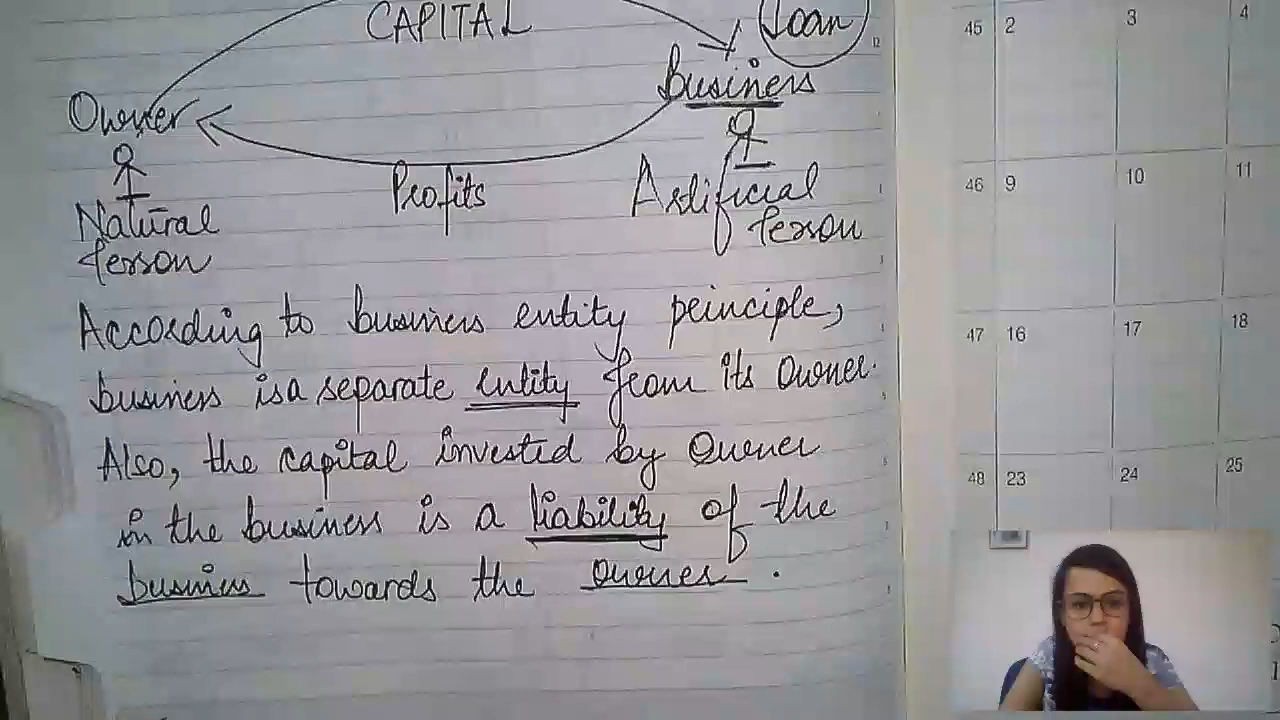 CAPITAL
Loan
Business
Owner
Profits
Artificial
Person
Natural
Person
According to business entity principle,
business is a separate entity from its Owner.
Also, the capital invested by Owner
in the business is a liability of the
business towards the Owner.
45 2 3 4
46 9 10 11
47 16 17 18
48 23 24 25